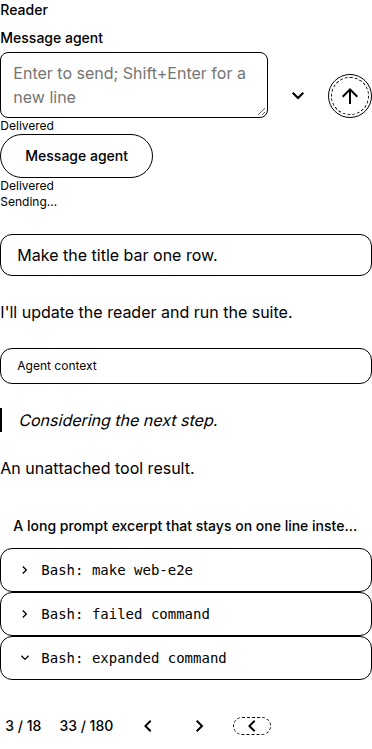 Reader
Message agent
Enter to send; Shift+Enter for a
new line
Delivered
Message agent
Delivered
Sending...
Make the title bar one row.
I'll update the reader and run the suite.
Agent context
Considering the next step.
An unattached tool result.
A long prompt excerpt that stays on one line inste...
Bash: make web-e2e
Bash: failed command
Bash: expanded command
3 / 18 33 / 180